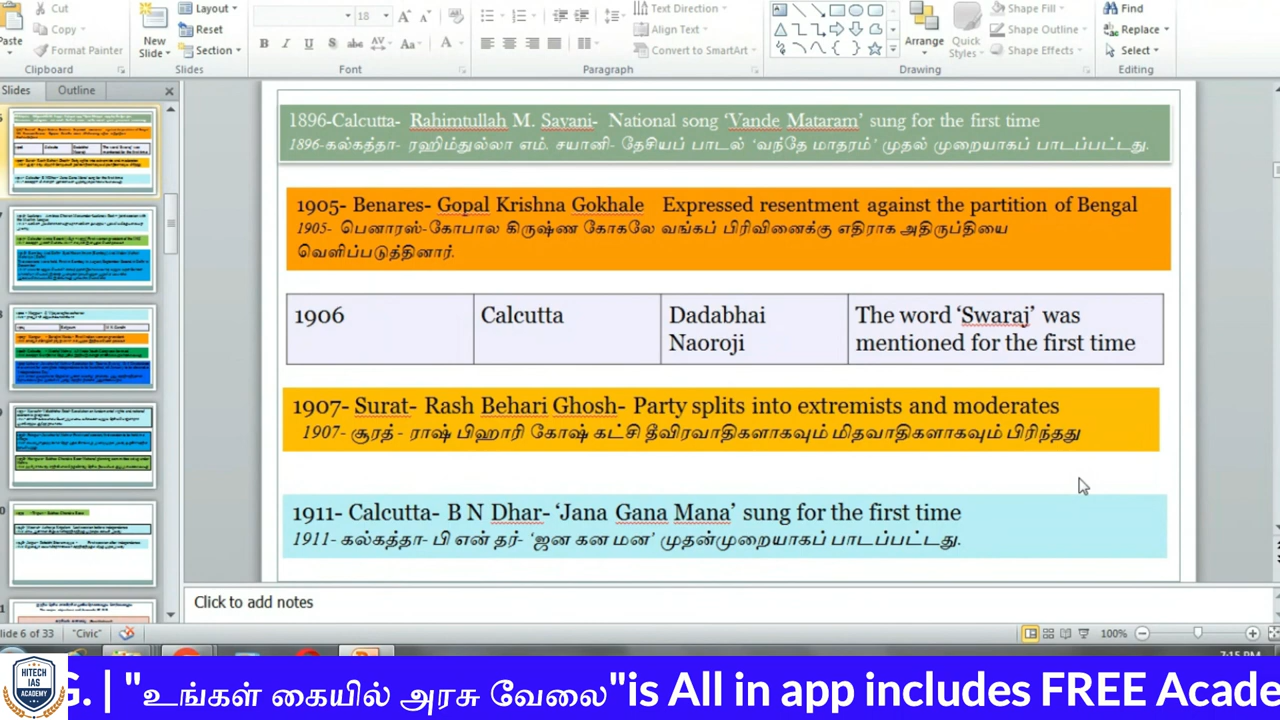 Cut
Copy
Format Painter
Paste
Clipboard
New
Slide
Layout
Reset
Section
Slides
18
Font
Paragraph
Text Direction
Align Text
Convert to SmartArt
Arrange
Quick
Styles
Shape Fill
Shape Outline
Shape Effects
Drawing
Find
Replace
Select
Editing
Slides
Outline
1896-Calcutta- Rahimtullah M. Sayani- National song ‘Vande Mataram’ sung for the first time
1896-கல்கத்தா- ரஹிம்துல்லா எம். சயானி- தேசியப் பாடல் ‘வந்தே மாதரம்’ முதல் முறையாகப் பாடப்பட்டது.
1905- Benares- Gopal Krishna Gokhale Expressed resentment against the partition of Bengal
1905- பெனாரஸ்-கோபால கிருஷ்ண கோகலே வங்கப் பிரிவினைக்கு எதிராக அதிருப்தியை
வெளிப்படுத்தினார்.
1906
Calcutta
Dadabhai
Naoroji
The word ‘Swaraj’ was
mentioned for the first time
1907- Surat- Rash Behari Ghosh- Party splits into extremists and moderates
1907- சூரத் - ராஷ் பிஹாரி கோஷ் கட்சி தீவிரவாதிகளாகவும் மிதவாதிகளாகவும் பிரிந்தது
1911- Calcutta- B N Dhar- ‘Jana Gana Mana’ sung for the first time
1911- கல்கத்தா- பி என் தர்- ‘ஜன கன மன’ முதன்முறையாகப் பாடப்பட்டது.
Click to add notes
lide 6 of 33
"Civic"
100%
7:15 PM
HITECH
IAS
ACADEMY
G. | "உங்கள் கையில் அரசு வேலை"is All in app includes FREE Acade